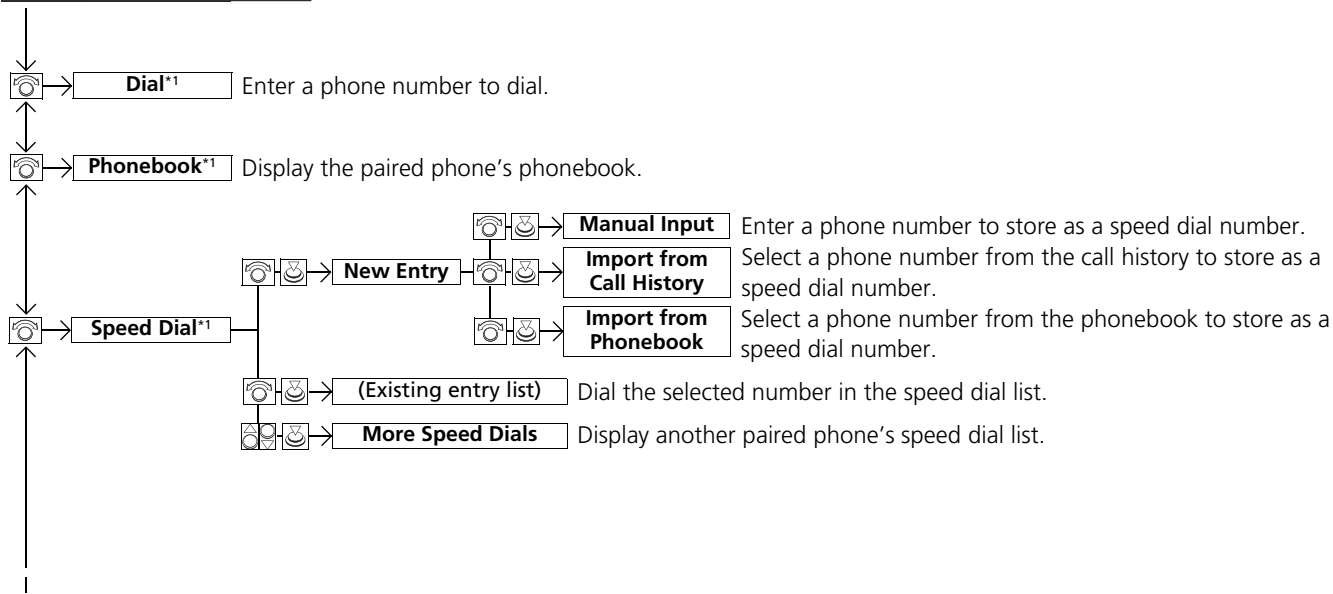 Dial*1 Enter a phone number to dial.
Phonebook*1 Display the paired phone’s phonebook.
Manual Input Enter a phone number to store as a speed dial number.
New Entry
Import from
Call History
Select a phone number from the call history to store as a
speed dial number.
Speed Dial*1
Import from
Phonebook
Select a phone number from the phonebook to store as a
speed dial number.
(Existing entry list) Dial the selected number in the speed dial list.
More Speed Dials Display another paired phone’s speed dial list.